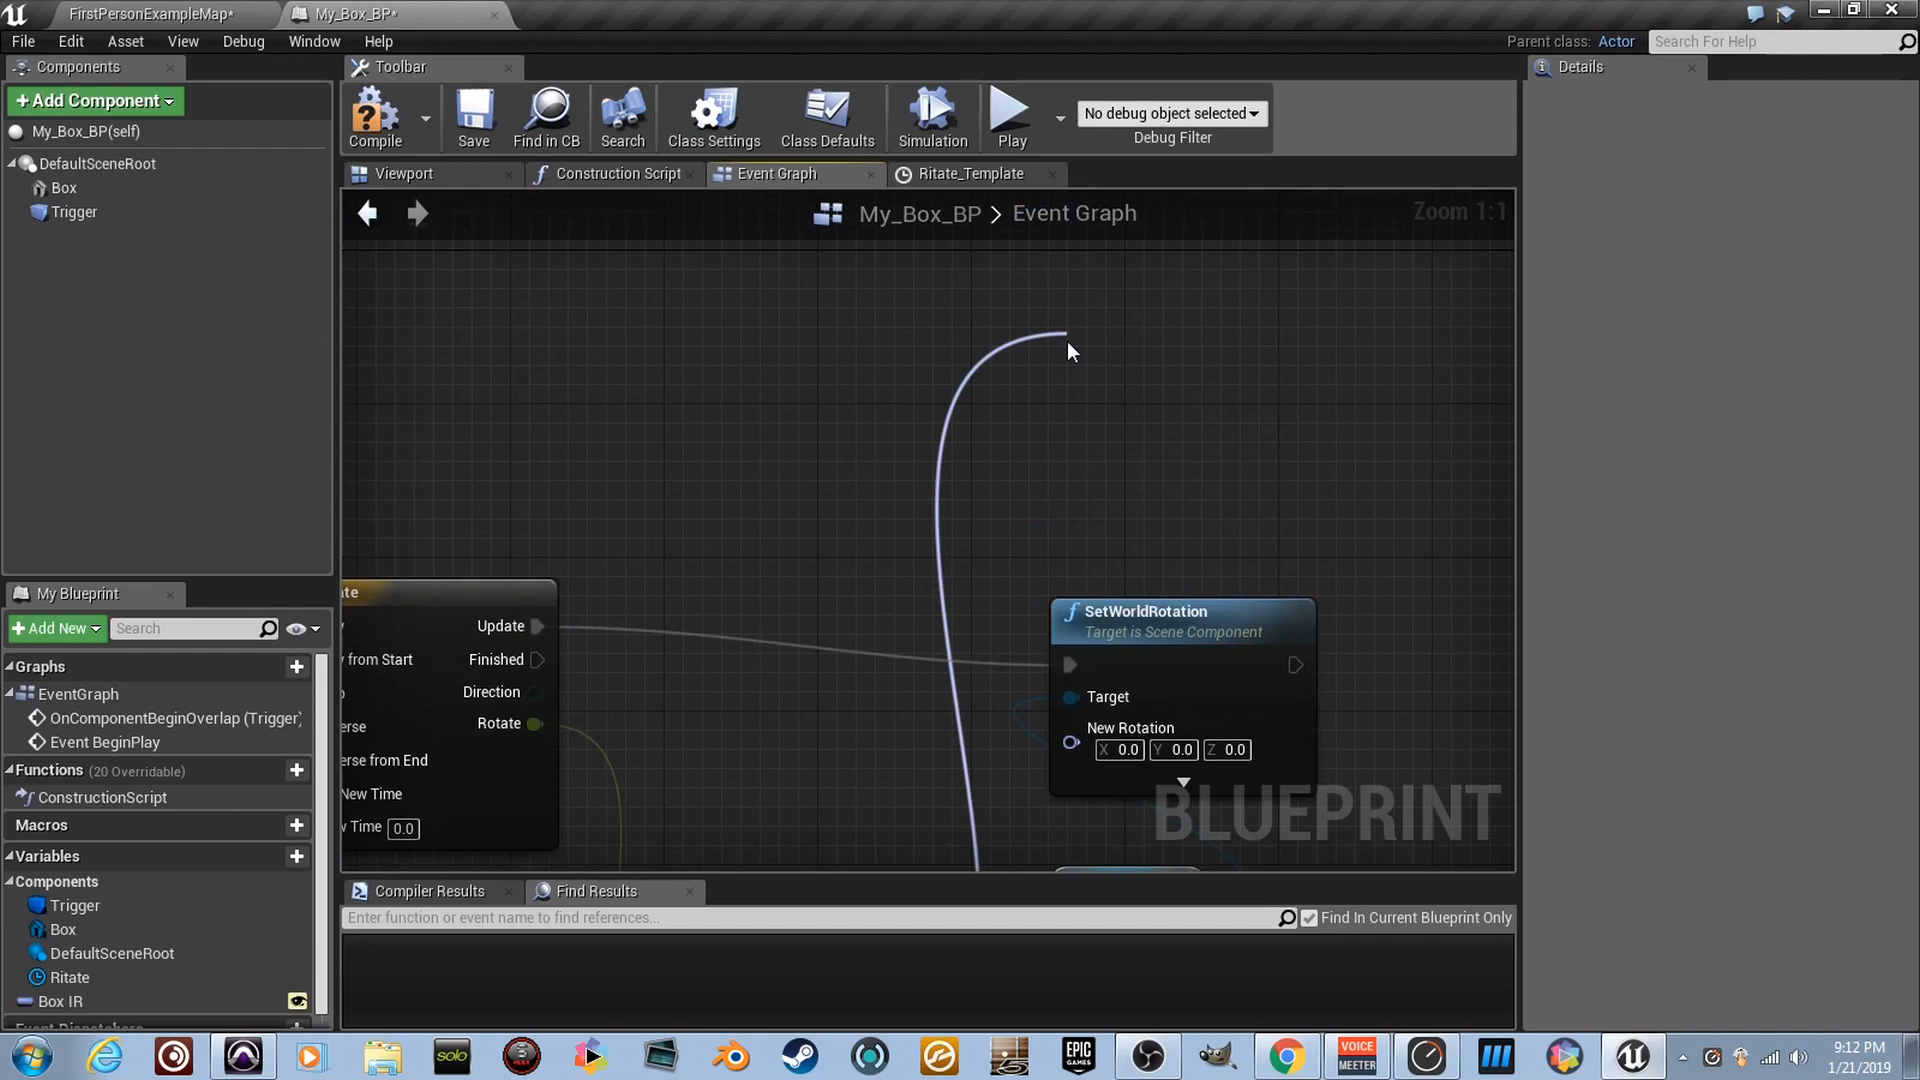 FirstPersonExampleMap*
My_Box_BP*
File Edit Asset View Debug Window Help
Parent class: Actor
Search For Help
Components
+Add Component
My_Box_BP(self)
DefaultSceneRoot
Box
Trigger
Toolbar
Compile
Save
Find in CB
Search
Class Settings
Class Defaults
Simulation
Play
No debug object selected
Debug Filter
Details
Viewport
Construction Script
Event Graph
Ritate_Template
My_Box_BP > Event Graph
Zoom 1:1
te
Update
y from Start
Finished
Direction
Rotate
erse
erse from End
New Time
w Time 0.0
SetWorldRotation
Target is Scene Component
Target
New Rotation
X 0.0 Y 0.0 Z 0.0
BLUEPRINT
My Blueprint
+Add New
Search
Graphs
EventGraph
OnComponentBeginOverlap (Trigger)
Event BeginPlay
Functions (20 Overridable)
ConstructionScript
Macros
Variables
Components
Trigger
Box
DefaultSceneRoot
Ritate
Box IR
Event Dispatchers
Compiler Results
Find Results
Enter function or event name to find references...
Find In Current Blueprint Only
solo
EPIC
GAMES
VOICE
MEETER
9:12 PM
1/21/2019